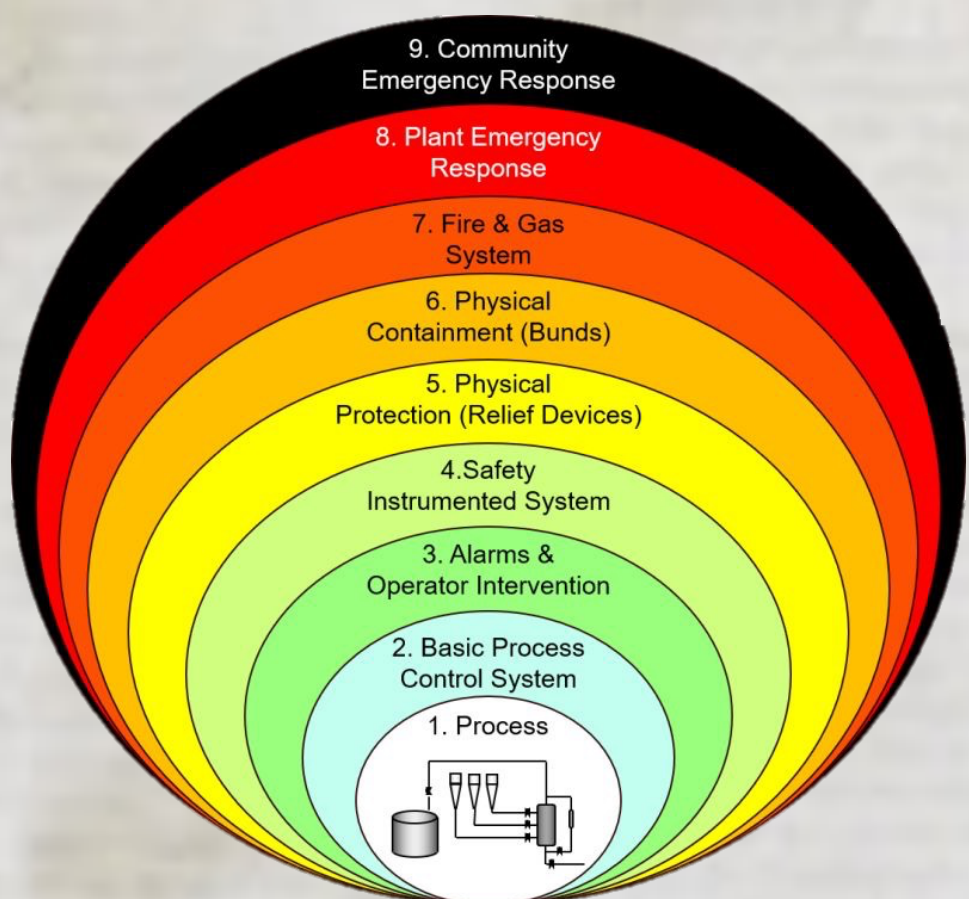 9. Community
Emergency Response
8. Plant Emergency
Response
7. Fire & Gas
System
6. Physical
Containment (Bunds)
5. Physical
Protection (Relief Devices)
4.Safety
Instrumented System
3. Alarms &
Operator Intervention
2. Basic Process
Control System
1. Process